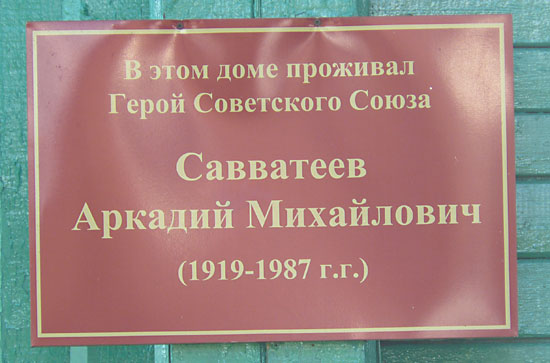 В этом доме проживал
Герой Советского Союза
Савватеев
Аркадий Михайлович
(1919-1987 г.г.)